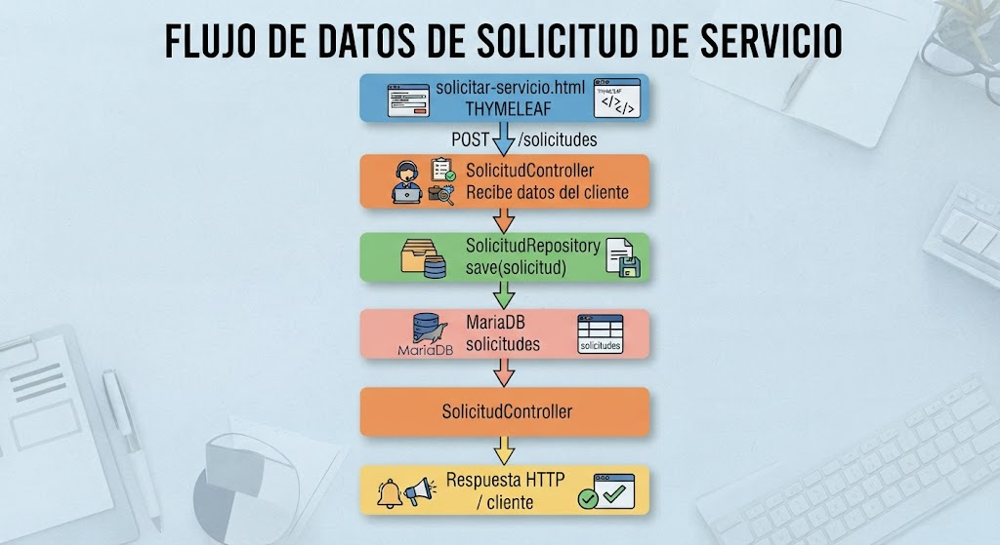 FLUJO DE DATOS DE SOLICITUD DE SERVICIO
solicitar-servicio.html
THYMELEAF
THYMELEAF
POST /solicitudes
SolicitudController
Recibe datos del cliente
SolicitudRepository
save(solicitud)
MariaDB
MariaDB
solicitudes
solicitudes
SolicitudController
Respuesta HTTP
/ cliente